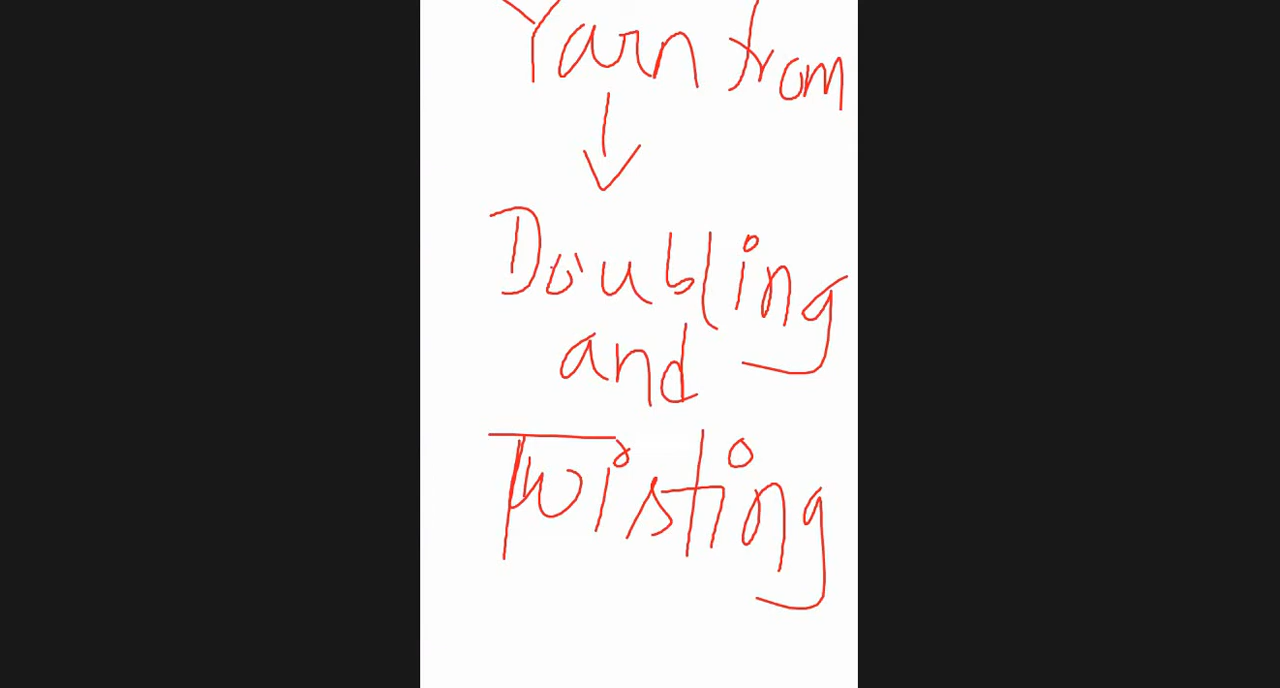 Yarn from
↓
Doubling
and
Twisting